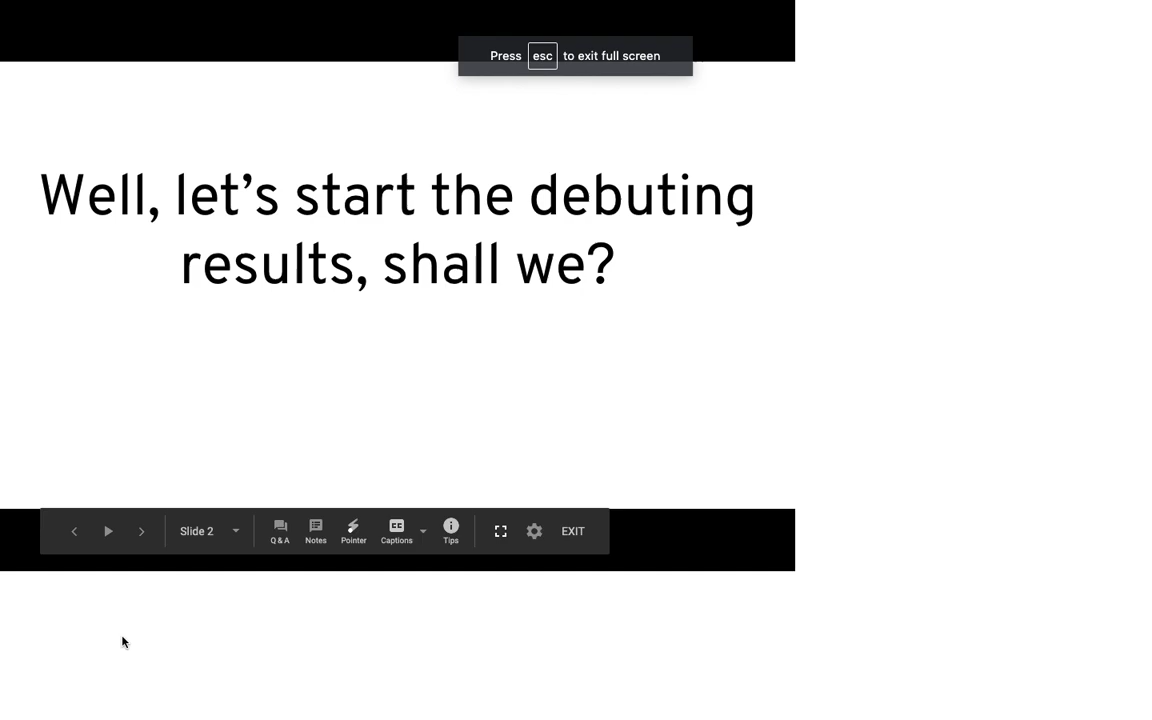 Press esc to exit full screen
Well, let’s start the debuting
results, shall we?
Slide 2
Q & A Notes Pointer CC Captions Tips EXIT